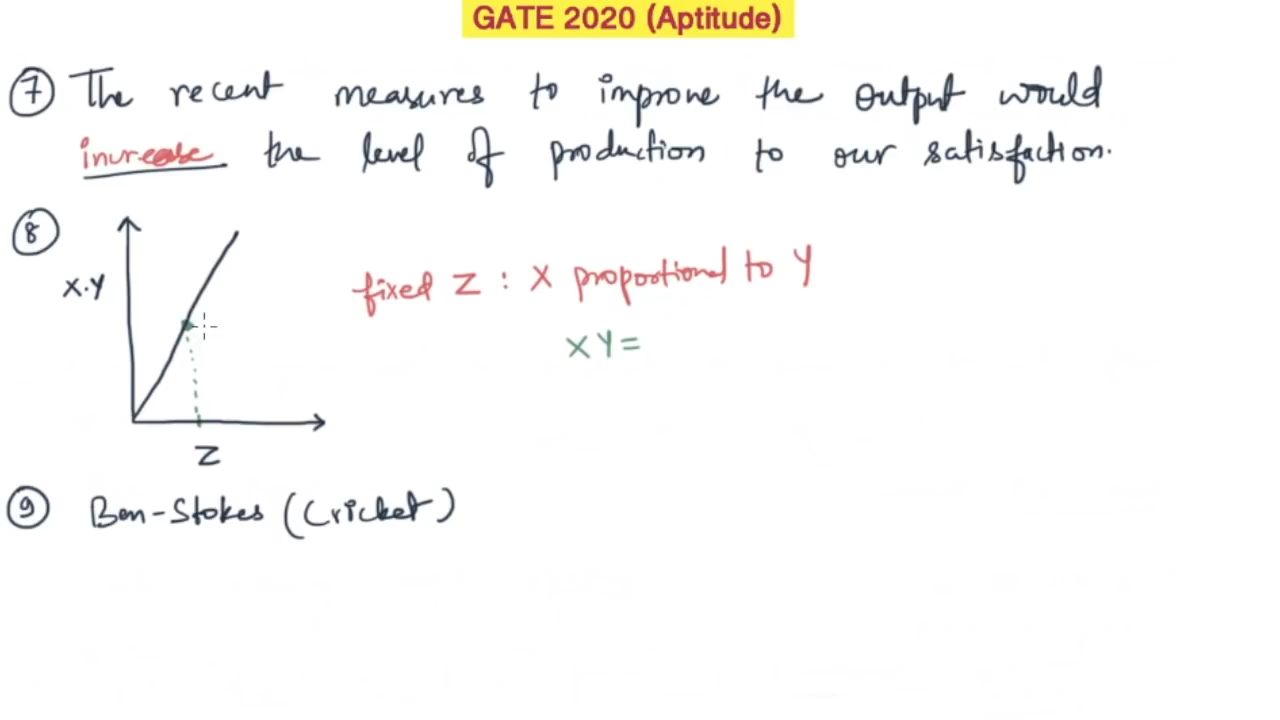 GATE 2020 (Aptitude)
7 The recent measures to improve the output would
increase the level of production to our satisfaction.
8
X.Y
fixed Z : X proportional to Y
XY=
Z
9 Ben-Stokes (Cricket)